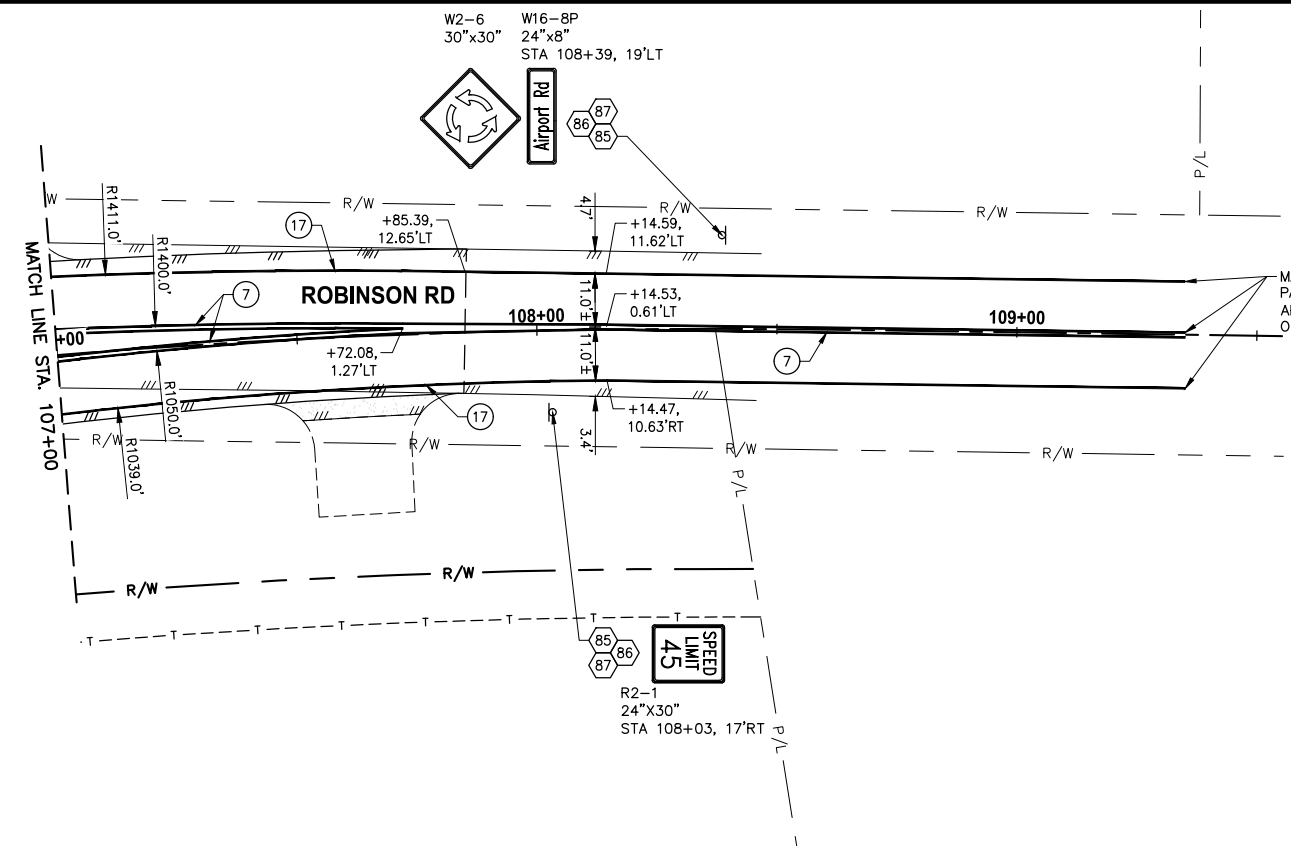 W2-6
30"x30"
W16-8P
24"x8"
STA 108+39, 19'LT
Airport Rd
87
86
85
P/L
W
R/W
R/W
R/W
R1411.0'
R1400.0'
17
+85.39,
12.65'LT
4.7'
+14.59,
11.62'LT
MATCH LINE STA. 107+00
7
ROBINSON RD
11.0'±
+14.53,
0.61'LT
108+00
109+00
+00
+72.08,
1.27'LT
11.0'±
7
R1050.0'
R1039.0'
17
+14.47,
10.63'RT
3.4'
R/W
R/W
R/W
R/W
P/L
R/W
R/W
T
T
T
T
T
T
T
T
85
86
87
SPEED
LIMIT
45
R2-1
24"X30"
STA 108+03, 17'RT
P/L